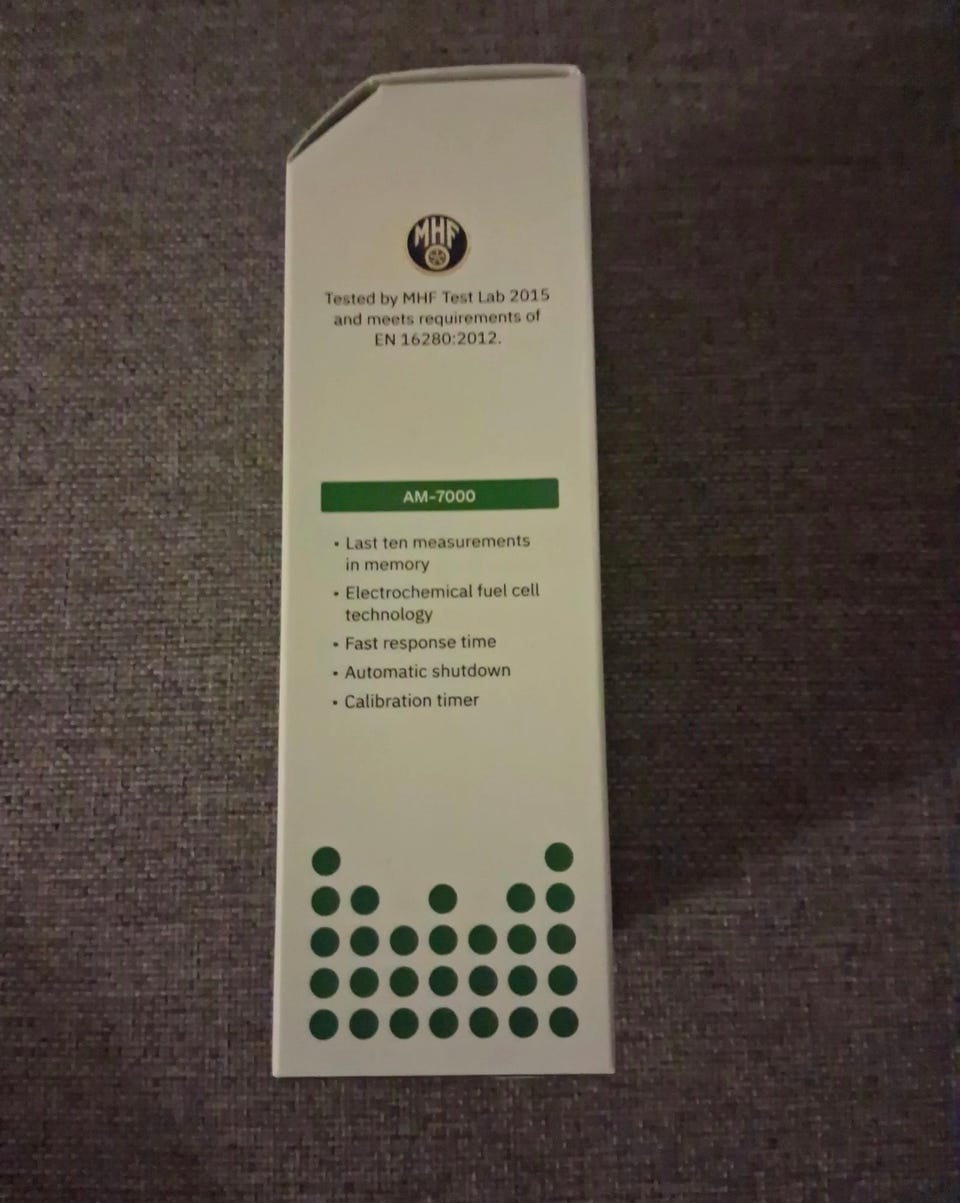 MHF
Tested by MHF Test Lab 2015
and meets requirements of
EN 16280:2012.
AM-7000
• Last ten measurements
in memory
• Electrochemical fuel cell
technology
• Fast response time
• Automatic shutdown
• Calibration timer